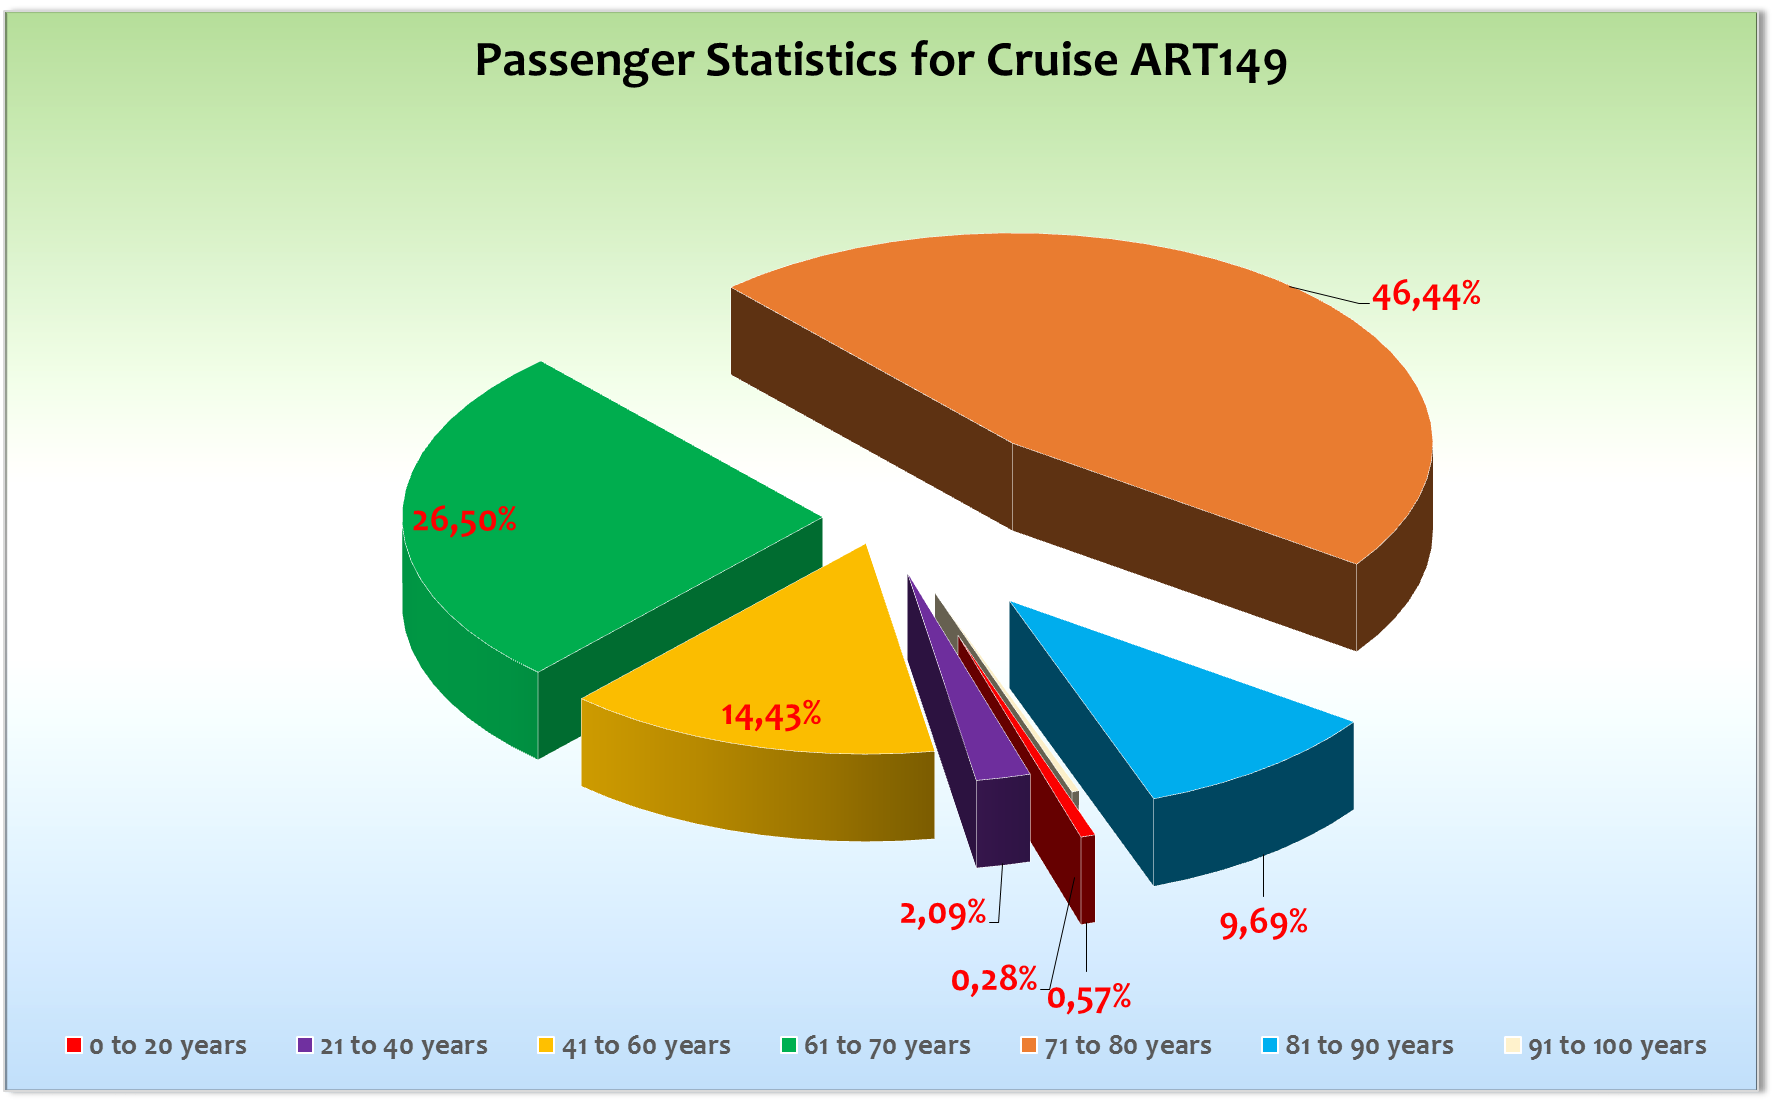 Passenger Statistics for Cruise ART149
46,44%
26,50%
14,43%
2,09%
9,69%
0,28%
0,57%
0 to 20 years
21 to 40 years
41 to 60 years
61 to 70 years
71 to 80 years
81 to 90 years
91 to 100 years